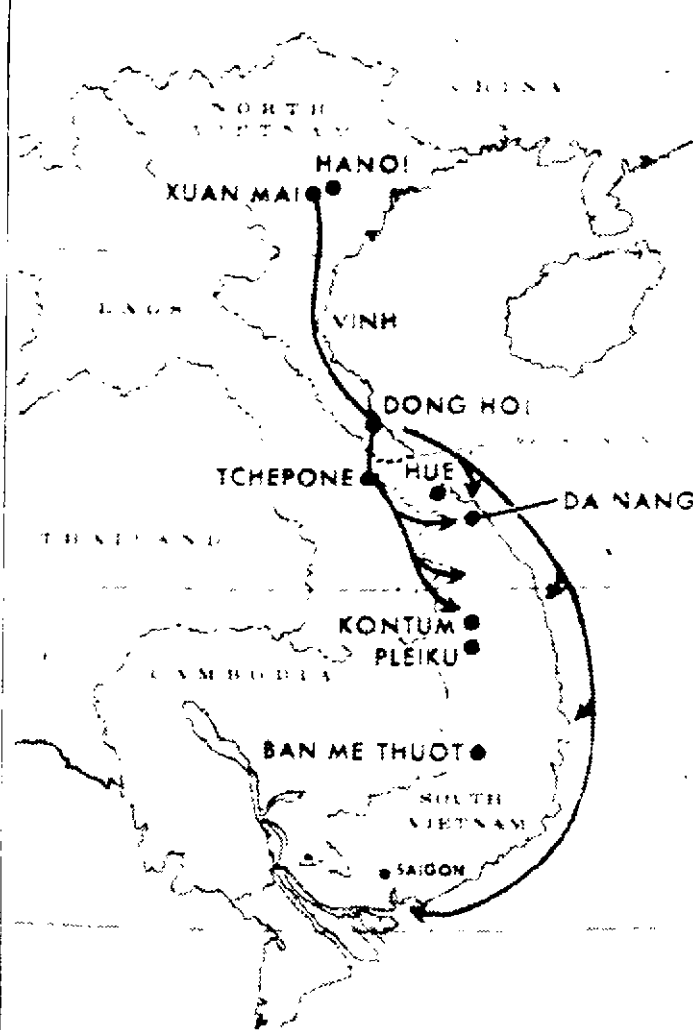 CHINA
NORTH
VIETNAM
HANOI
XUAN MAI
LAOS
VINH
DONG HOI
TCHEPONE
HUE
DA NANG
THAILAND
KONTUM
PLEIKU
CAMBODIA
BAN ME THUOT
SOUTH
VIETNAM
SAIGON